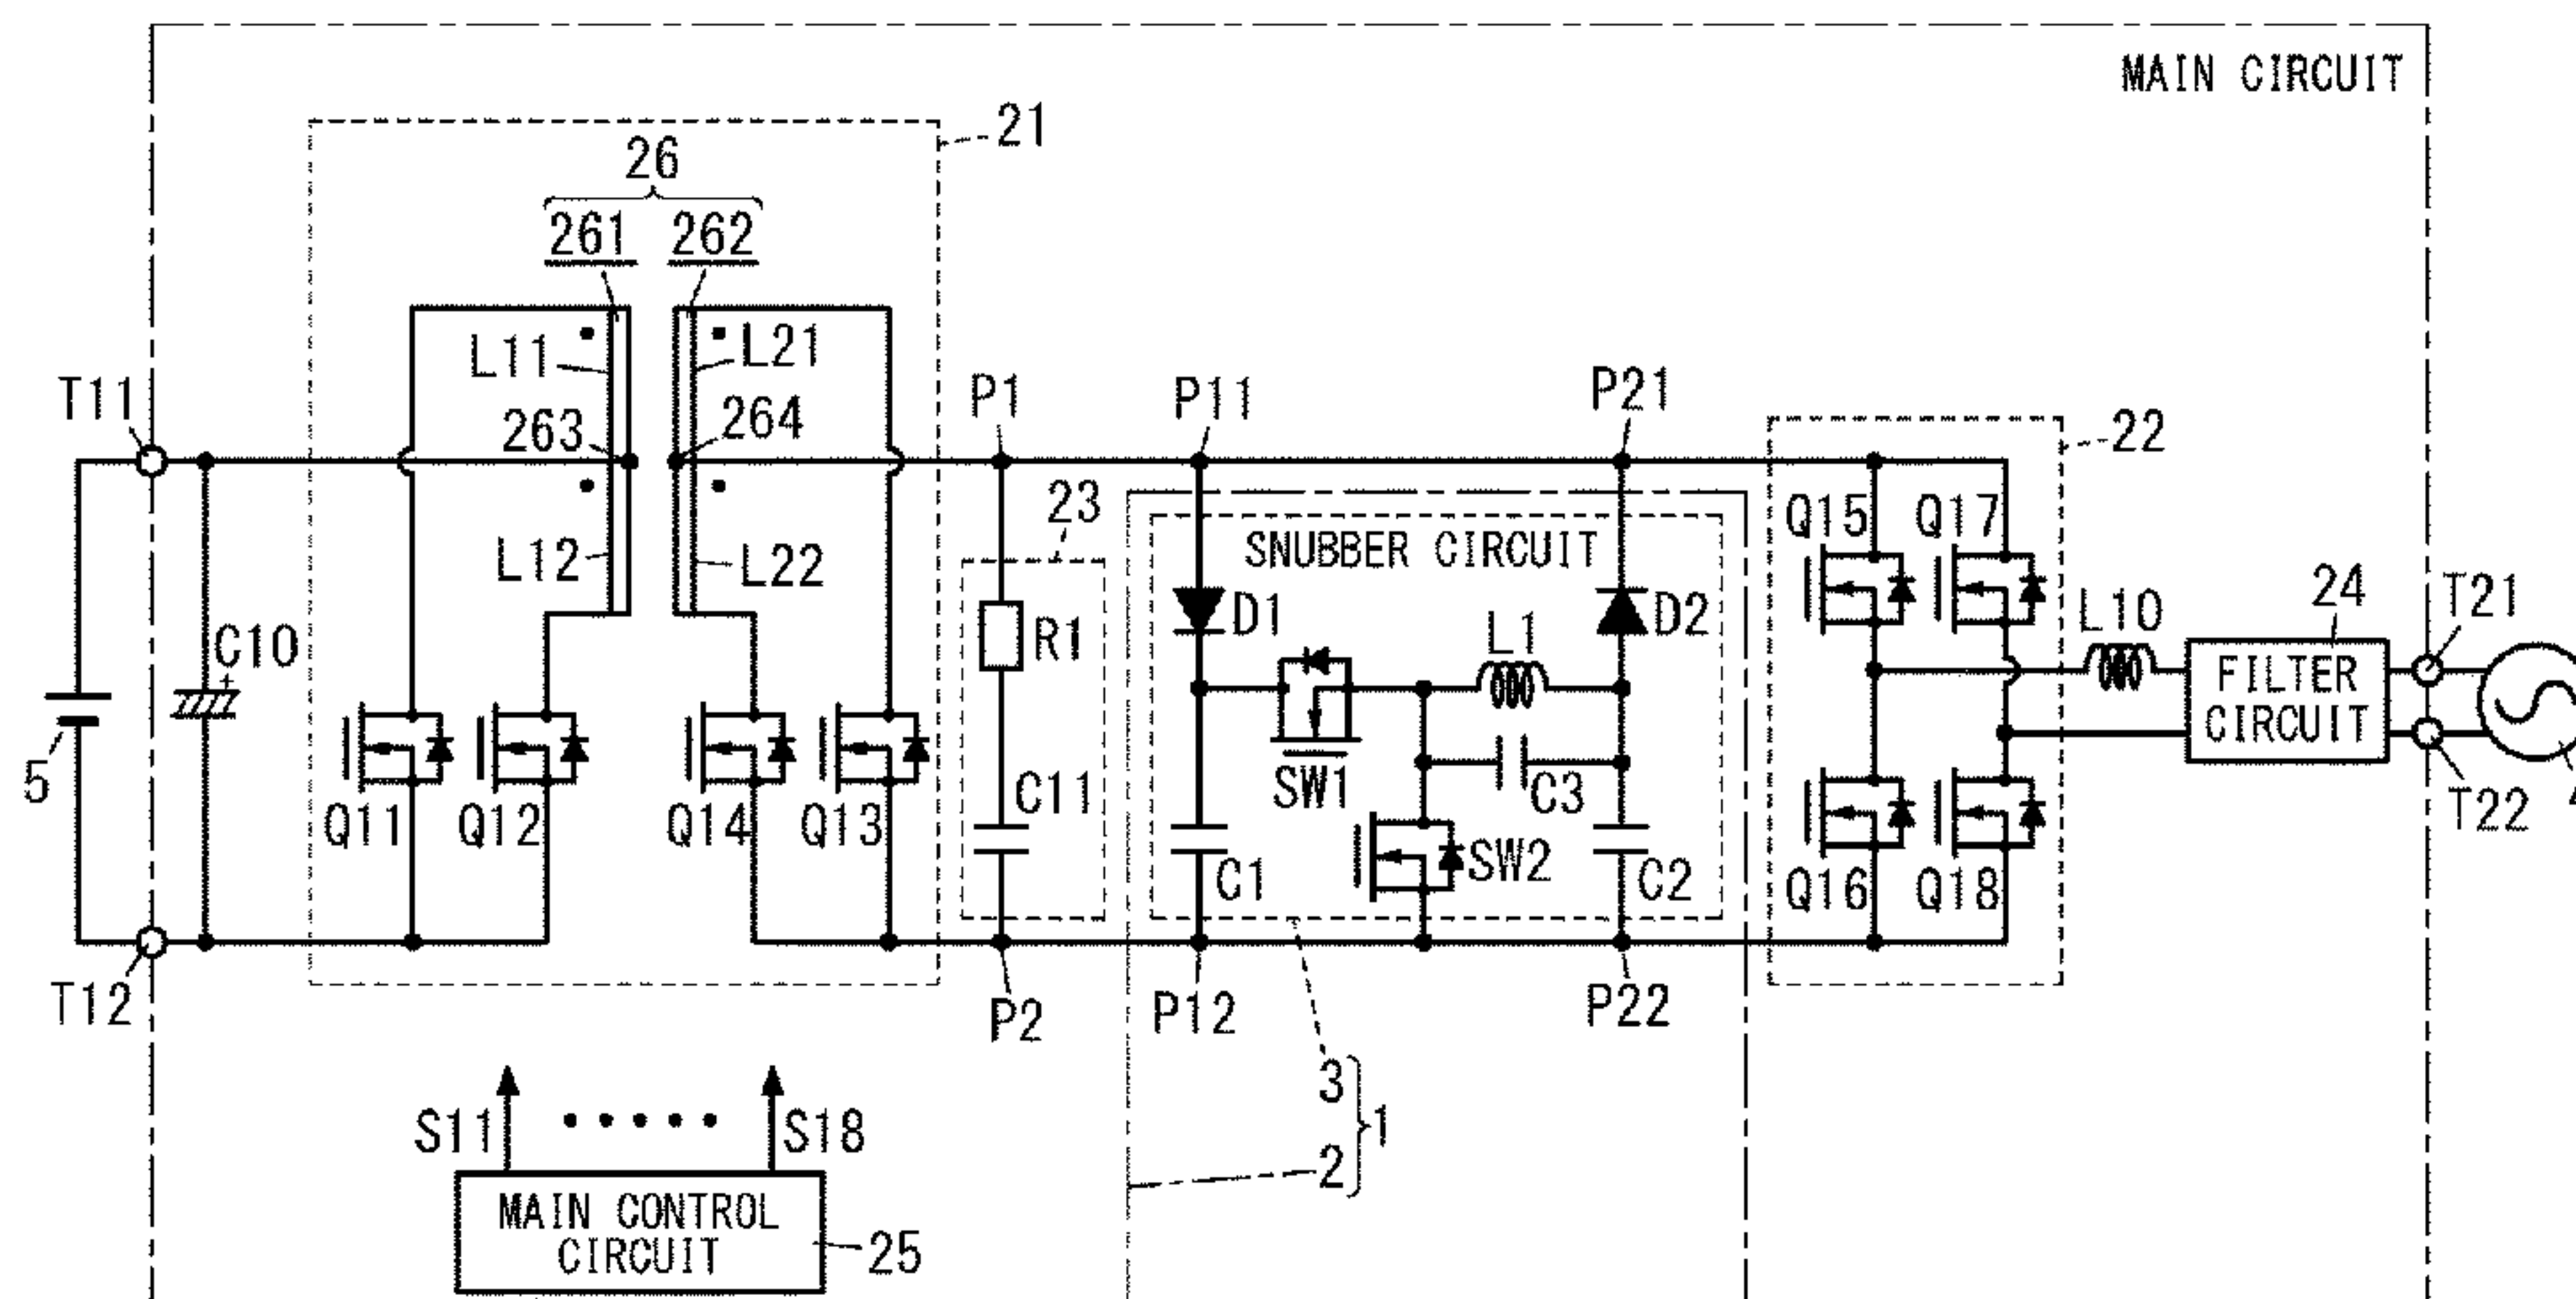 MAIN CIRCUIT
21
26
261 262
L11
L21
T11
263
264
P1
P11
P21
22
23
Q15
Q17
SNUBBER CIRCUIT
L12
L22
24
T21
L10
D1
L1
D2
R1
C10
FILTER
CIRCUIT
5
C11
SW1
C3
T22
Q11
Q12
Q14
Q13
C1
SW2
C2
Q16
Q18
T12
P2
P12
P22
3
1
2
S11
S18
MAIN CONTROL
CIRCUIT
25